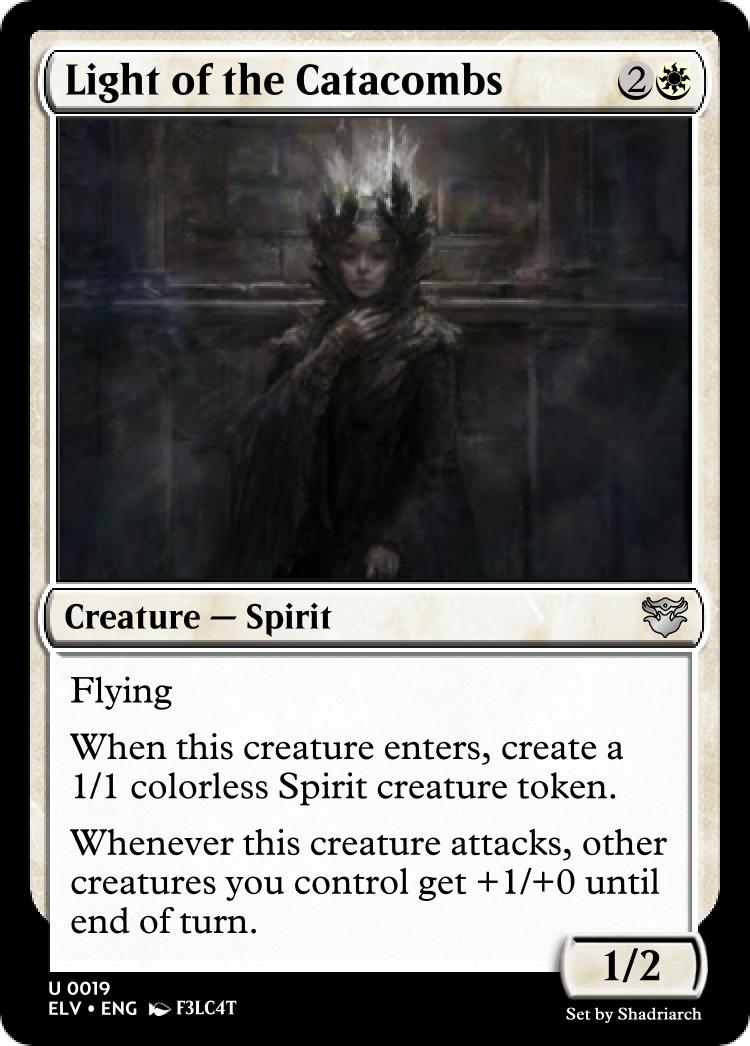 Light of the Catacombs 2
Creature — Spirit
Flying
When this creature enters, create a
1/1 colorless Spirit creature token.
Whenever this creature attacks, other
creatures you control get +1/+0 until
end of turn.
1/2
U 0019
ELV • ENG F3LC4T
Set by Shadriarch